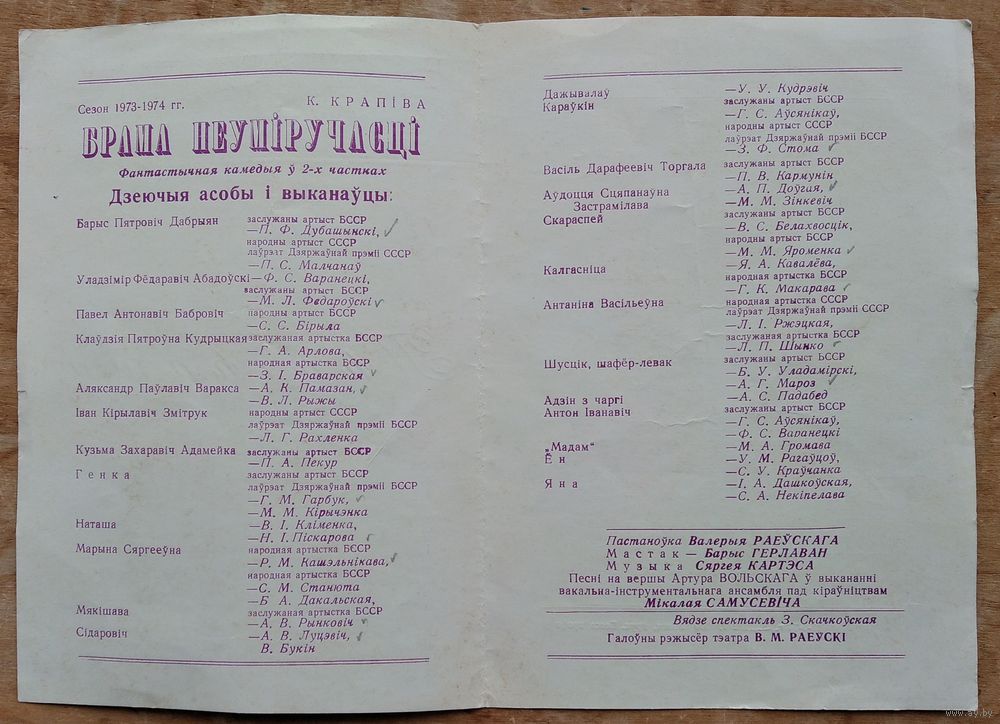 Сезон 1973-1974 гг.
К. КРАПІВА
БРАМА НЕУМІРУЧАСЦІ
Фантастычная камедыя ў 2-х частках
Дзеючыя асобы і выканаўцы:
Барыс Пятровіч Дабрыян заслужаны артыст БССР
—П. Ф. Дубашынскі,
народны артыст СССР
лаўрэат Дзяржаўнай прэміі СССР
—П. С. Малчанаў
Уладзімір Фёдаравіч Абадоўскі—Ф. С. Варанецкі,
заслужаны артыст БССР
—М. Л. Федароўскі
Павел Антонавіч Бабровіч народны артыст БССР
—С. С. Бірыла
Клаўдзія Пятроўна Кудрыцкая заслужаная артыстка БССР
—Г. А. Арлова,
народная артыстка БССР
—З. І. Браварская
Аляксандр ПаўлавічВаракса —А. К. Памазан,
—В. Л. Рыжы
Іван Кірылавіч Змітрук народны артыст СССР
лаўрэат Дзяржаўнай прэміі БССР
—Л. Г. Рахленка
Кузьма Захаравіч Адамейка заслужаны артыст БССР
—П. А. Пекур
Генка заслужаны артыст БССР
лаўрэат Дзяржаўнай прэміі БССР
—Г. М. Гарбук,
—М. М. Кірычэнка
Наташа —В. І. Кліменка,
—Н. І. Піскарова
Марына Сяргееўна народная артыстка БССР
—Р. М. Кашэльнікава,
народная артыстка БССР
—С. М. Станюта
—Б. А. Дакальская,
Мякішава заслужаная артыстка БССР
—А. В. Рынковіч
Сідаровіч —А. В. Луцэвіч,
В. Букін
Дажывалаў —У. У. Кудрэвіч
Караўкін заслужаны артыст БССР
—Г. С. Аўсянікаў,
народны артыст СССР
лаўрэат Дзяржаўнай прэміі БССР
—З. Ф. Стома
Васіль Дарафеевіч Торгала заслужаны артыст БССР
—П. В. Кармунін
Аўдоцця Сцяпанаўна —А. П. Доўгая,
Застрамілава —М. М. Зінкевіч
Скараспей заслужаны артыст БССР
—В. С. Белахвосцік,
народны артыст БССР
—М. М. Яроменка
Калгасніца —Я. А. Кавалёва,
народная артыстка БССР
—Г. К. Макарава
Антаніна Васільеўна народная артыстка СССР
лаўрэат Дзяржаўнай прэміі СССР
—Л. І. Ржэцкая,
заслужаная артыстка БССР
—Л. П. Шынко
Шусцік, шафёр-левак заслужаны артыст БССР
—Б. У. Уладамірскі,
—А. Г. Мароз
Адзін з чаргі —А. С. Падабед
Антон Іванавіч заслужаны артыст БССР
—Г. С. Аўсянікаў,
—Ф. С. Варанецкі
„Мадам“ —М. А. Громава
Ён —У. М. Рагаўцоў,
—С. У. Краўчанка
Яна —І. А. Дашкоўская,
—С. А. Некіпелава
Пастаноўка Валерыя РАЕЎСКАГА
Мастак — Барыс ГЕРЛАВАН
Музыка Сяргея КАРТЭСА
Песні на вершы Артура ВОЛЬСКАГА ў выкананні
вакальна-інструментальнага ансамбля пад кіраўніцтвам
Мікалая САМУСЕВІЧА
Вядзе спектакль З. Скачкоўская
Галоўны рэжысёр тэатра В. М. РАЕУСКІ
www.ay.by